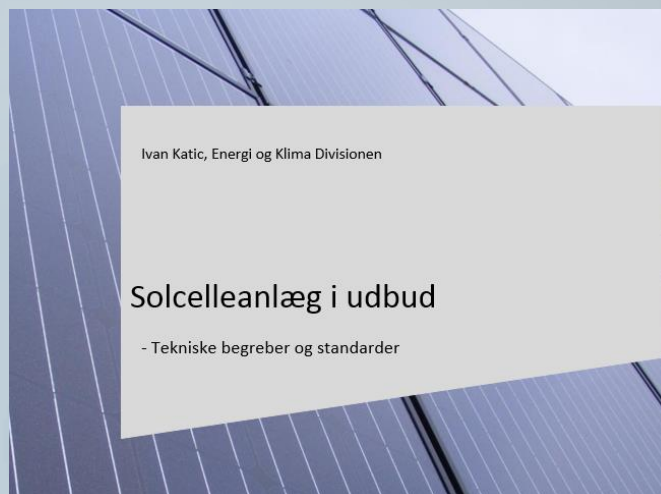 Ivan Katic, Energi og Klima Divisionen
Solcelleanlæg i udbud
- Tekniske begreber og standarder